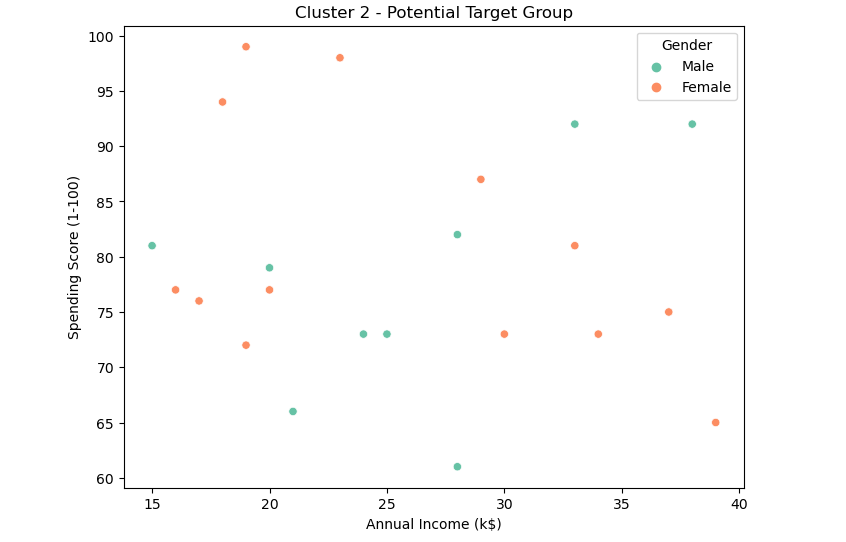 Cluster 2 - Potential Target Group
Gender
Male
Female
100
95
90
85
80
75
70
65
60
Spending Score (1-100)
15 20 25 30 35 40
Annual Income (k$)